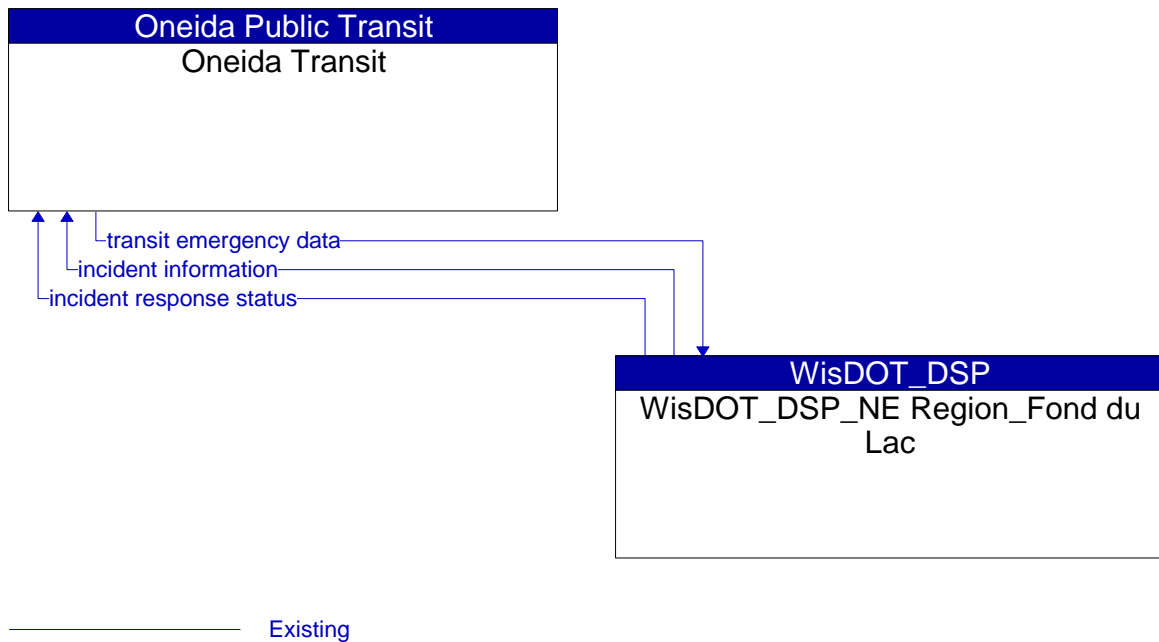 Oneida Public Transit
Oneida Transit
transit emergency data
incident information
incident response status
WisDOT_DSP
WisDOT_DSP_NE Region_Fond du
Lac
Existing